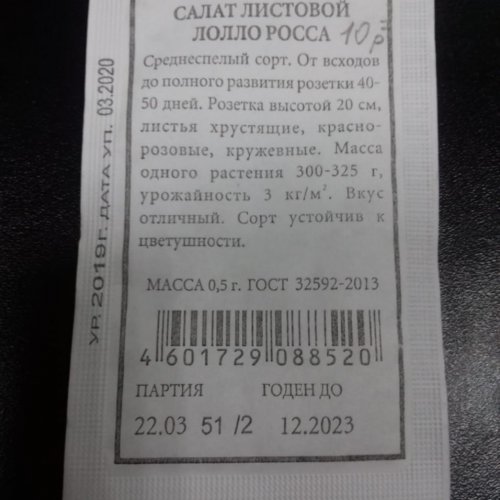 САЛАТ ЛИСТОВОЙ
ЛОЛЛО РОССА 10 р
Среднеспелый сорт. От всходов
до полного развития розетки 40-
50 дней. Розетка высотой 20 см,
листья хрустящие, красно-
розовые, кружевные. Масса
одного растения 300-325 г,
урожайность 3 кг/м². Вкус
отличный. Сорт устойчив к
цветушности.
МАССА 0,5 г. ГОСТ 32592-2013
4 601729 088520
ПАРТИЯ ГОДЕН ДО
22.03 51 /2 12.2023
УР. 2019г. ДАТА УП. 03.2020